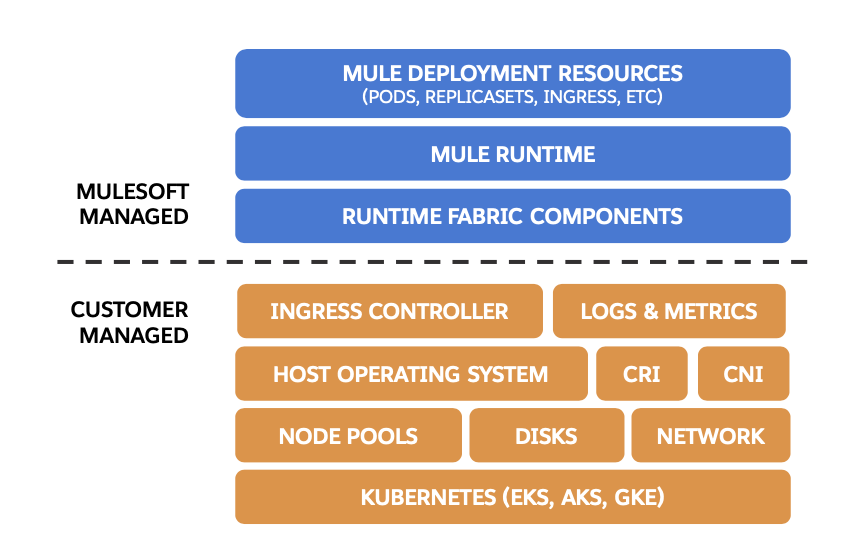 MULE DEPLOYMENT RESOURCES
(PODS, REPLICASETS, INGRESS, ETC)
MULE RUNTIME
MULESOFT
MANAGED
RUNTIME FABRIC COMPONENTS
CUSTOMER
MANAGED
INGRESS CONTROLLER
LOGS & METRICS
HOST OPERATING SYSTEM
CRI
CNI
NODE POOLS
DISKS
NETWORK
KUBERNETES (EKS, AKS, GKE)